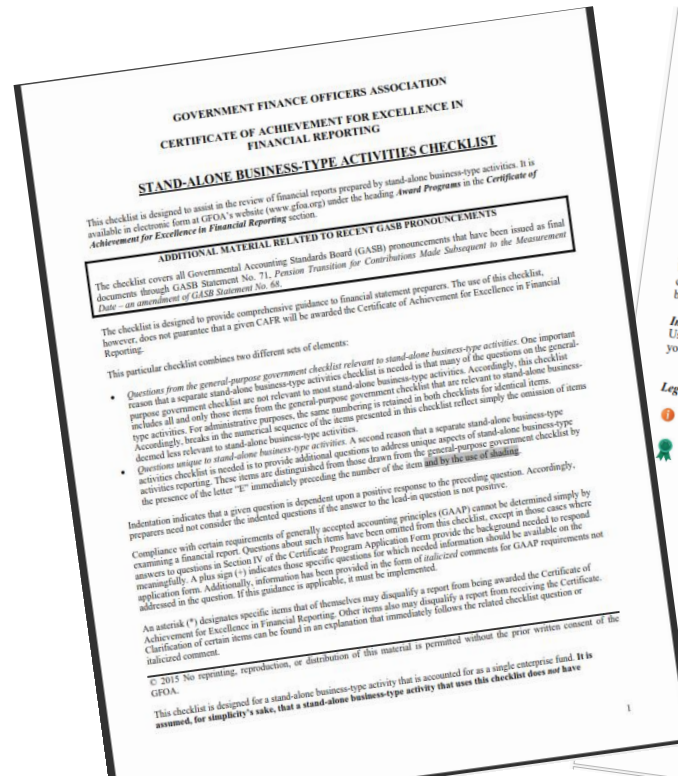 GOVERNMENT FINANCE OFFICERS ASSOCIATION
CERTIFICATE OF ACHIEVEMENT FOR EXCELLENCE IN
FINANCIAL REPORTING
STAND-ALONE BUSINESS-TYPE ACTIVITIES CHECKLIST
This checklist is designed to assist in the review of financial reports prepared by stand-alone business-type activities. It is
available in electronic form at GFOA's website (www.gfoa.org) under the heading Award Programs in the Certificate of
Achievement for Excellence in Financial Reporting section.
ADDITIONAL MATERIAL RELATED TO RECENT GASB PRONOUNCEMENTS
The checklist covers all Governmental Accounting Standards Board (GASB) pronouncements that have been issued as final
documents through GASB Statement No. 71, Pension Transition for Contributions Made Subsequent to the Measurement
Date – an amendment of GASB Statement No. 68.
The checklist is designed to provide comprehensive guidance to financial statement preparers. The use of this checklist,
however, does not guarantee that a given CAFR will be awarded the Certificate of Achievement for Excellence in Financial
Reporting.
This particular checklist combines two different sets of elements:
• Questions from the general-purpose government checklist relevant to stand-alone business-type activities. One important
reason that a separate stand-alone business-type activities checklist is needed is that many of the questions on the general-
purpose government checklist are not relevant to most stand-alone business-type activities. Accordingly, this checklist
includes all and only those items from the general-purpose government checklist that are relevant to stand-alone business-
type activities. For administrative purposes, the same numbering is retained in both checklists for identical items.
Accordingly, breaks in the numerical sequence of the items presented in this checklist reflect simply the omission of items
deemed less relevant to stand-alone business-type activities.
• Questions unique to stand-alone business-type activities. A second reason that a separate stand-alone business-type
activities checklist is needed is to provide additional questions to address unique aspects of stand-alone business-type
activities reporting. These items are distinguished from those drawn from the general-purpose government checklist by
the presence of the letter "E" immediately preceding the number of the item and by the use of shading.
Indentation indicates that a given question is dependent upon a positive response to the preceding question. Accordingly,
preparers need not consider the indented questions if the answer to the lead-in question is not positive.
Compliance with certain requirements of generally accepted accounting principles (GAAP) cannot be determined simply by
examining a financial report. Questions about such items have been omitted from this checklist, except in those cases where
answers to questions in Section IV of the Certificate Program Application Form provide the background needed to respond
meaningfully. A plus sign (+) indicates those specific questions for which needed information should be available on the
application form. Additionally, information has been provided in the form of italicized comments for GAAP requirements not
addressed in the question. If this guidance is applicable, it must be implemented.
An asterisk (*) designates specific items that of themselves may disqualify a report from being awarded the Certificate of
Achievement for Excellence in Financial Reporting. Other items also may disqualify a report from receiving the Certificate.
Clarification of certain items can be found in an explanation that immediately follows the related checklist question or
italicized comment.
© 2015 No reprinting, reproduction, or distribution of this material is permitted without the prior written consent of the
GFOA.
This checklist is designed for a stand-alone business-type activity that is accounted for as a single enterprise fund. It is
assumed, for simplicity's sake, that a stand-alone business-type activity that uses this checklist does not have
1